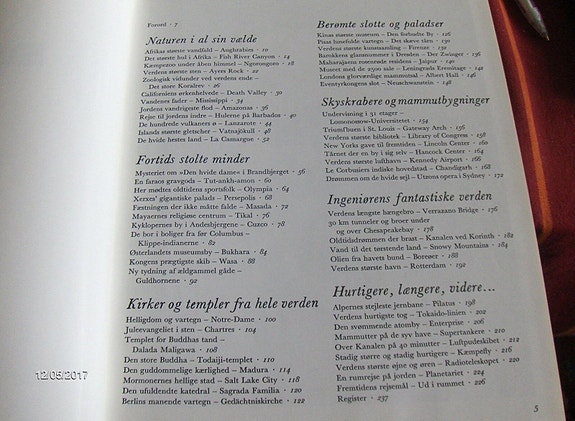 Forord · 7
Naturen i al sin vælde
Afrikas største vandfald – Aughrabies · 10
Det største hul i Afrika – Fish River Canyon · 14
Kæmpezoo under åben himmel – Ngorongoro · 18
Verdens største sten – Ayers Rock · 22
Zoologisk vidunder ved verdens ende –
Det store Koralrev · 26
Californiens ørkenhelvede – Death Valley · 30
Vandenes fader – Mississippi · 34
Jordens vandrigeste flod – Amazonas · 36
Rejse til jordens indre – Hulerne på Barbados · 40
De hundrede vulkaners ø – Lanzarote · 44
Islands største gletscher – Vatnajökull · 48
De hvide hestes land – La Camargue · 52
Fortids stolte minder
Mysteriet om »Den hvide dame« i Brandbjerget · 56
En faraos gravgods – Tut-ankh-amon · 60
Her mødtes oldtidens sportsfolk – Olympia · 64
Xerxes' gigantiske palads – Persepolis · 68
Fæstningen der ikke måtte falde – Masada · 72
Mayaernes religiøse centrum – Tikal · 76
Kyklopernes by i Andesbjergene – Cuzco · 78
De bor i boliger fra før Columbus –
Klippe-indianerne · 82
Østerlandets museumsby – Bukhara · 84
Kongens prægtigste skib – Wasa · 88
Ny tydning af ældgammel gåde –
Guldhornene · 92
Kirker og templer fra hele verden
Helligdom og vartegn – Notre-Dame · 100
Juleevangeliet i sten – Chartres · 104
Templet for Buddhas tand –
Dalada Maligawa · 108
Den store Buddha – Todaiji-templet · 110
Den guddommelige kærlighed – Madura · 114
Mormonernes hellige stad – Salt Lake City · 118
Den ufuldendte katedral – Sagrada Familia · 120
Berlins manende vartegn – Gedächtniskirche · 122
Berømte slotte og paladser
Kinas største museum – Den forbudte By · 126
Pisas lunefulde vartegn – Det skæve tårn · 130
Verdens største kunstsamling – Firenze · 132
Barokkens glansnummer i Dresden – Der Zwinger · 136
Maharajaens rosenrøde residens – Jaipur · 140
Museet med de 2500 sale – Leningrads Eremitage · 142
Londons glorværdige mammutsal – Albert Hall · 146
Eventyrkongens slot – Neuschwanstein · 148
Skyskrabere og mammutbygninger
Undervisning i 31 etager –
Lomonosow-Universitetet · 154
Triumfbuen i St. Louis – Gateway Arch · 156
Verdens største bibliotek – Library of Congress · 158
New Yorks gave til fremtiden – Lincoln Center · 160
Tårnet der er en by i sig selv – Hancock Center · 164
Verdens største lufthavn – Kennedy Airport · 166
Le Corbusiers indiske hovedstad – Chandigarh · 168
Drømmen om de hvide sejl – Utzons opera i Sydney · 172
Ingeniørens fantastiske verden
Verdens længste hængebro – Verrazano Bridge · 176
30 km tunneler og broer under
og over Chesapeakebay · 178
Oldtidsdrømmer der brast – Kanalen ved Korinth · 182
Vand til det tørstende land – Snowy Mountains · 184
Olien fra havets bund – Boreøer · 188
Verdens største havn – Rotterdam · 192
Hurtigere, længere, videre...
Alpernes stejleste jernbane – Pilatus · 198
Verdens hurtigste tog – Tokaido-linien · 202
Den svømmende atomby – Enterprise · 206
Mammutter på de syv have – Supertankere · 210
Over Kanalen på 40 minutter – Luftpudeskibet · 212
Stadig større og stadig hurtigere – Kæmpefly · 216
Verdens største øjne og øren – Radioteleskopet · 220
En rumrejse på jorden – Planetariet · 224
Fremtidens rejsemål – Ud i rummet · 226
Register · 237
5
12/05/2017